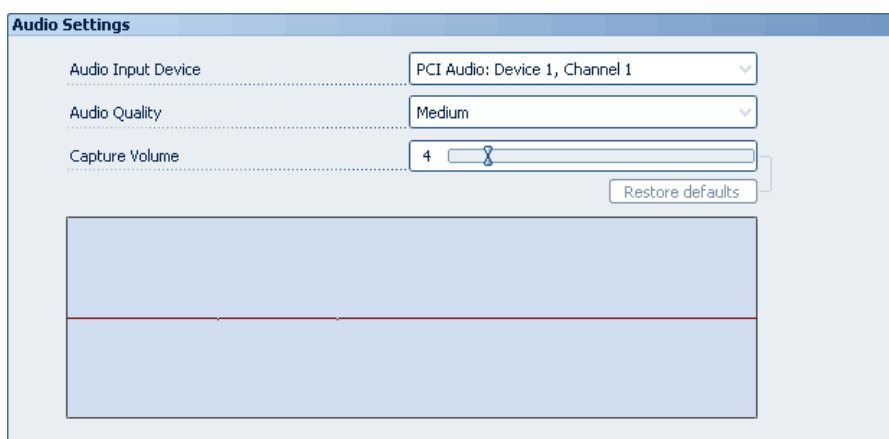 Audio Settings
Audio Input Device PCI Audio: Device 1, Channel 1
Audio Quality Medium
Capture Volume 4
Restore defaults